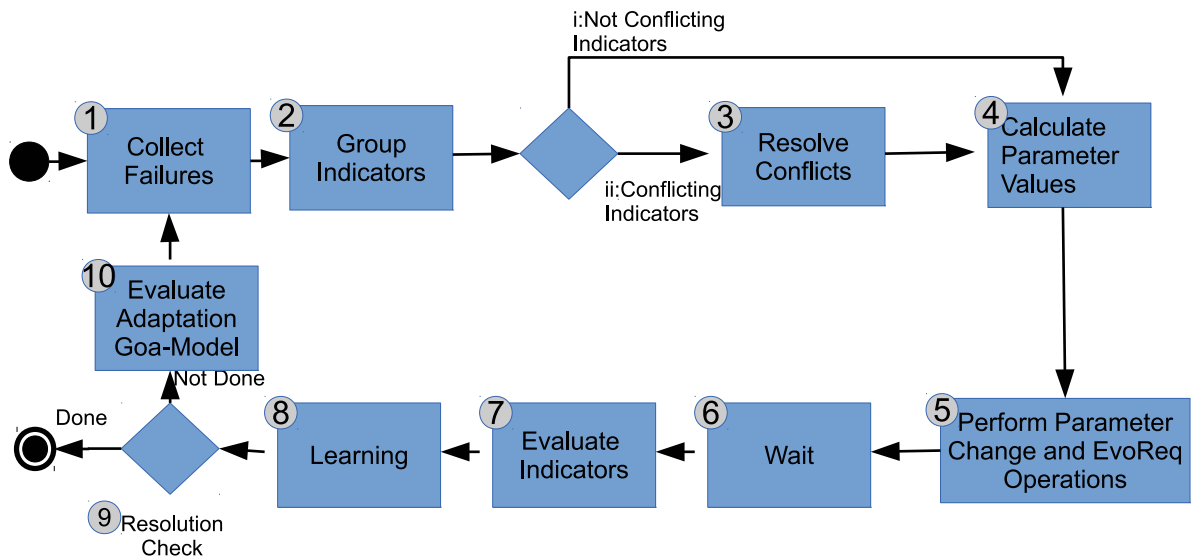 i:Not Conflicting
Indicators
1
Collect
Failures
2
Group
Indicators
ii:Conflicting
Indicators
3
Resolve
Conflicts
4
Calculate
Parameter
Values
5
Perform Parameter
Change and EvoReq
Operations
6
Wait
7
Evaluate
Indicators
8
Learning
9
Resolution
Check
Done
Not Done
10
Evaluate
Adaptation
Goa-Model